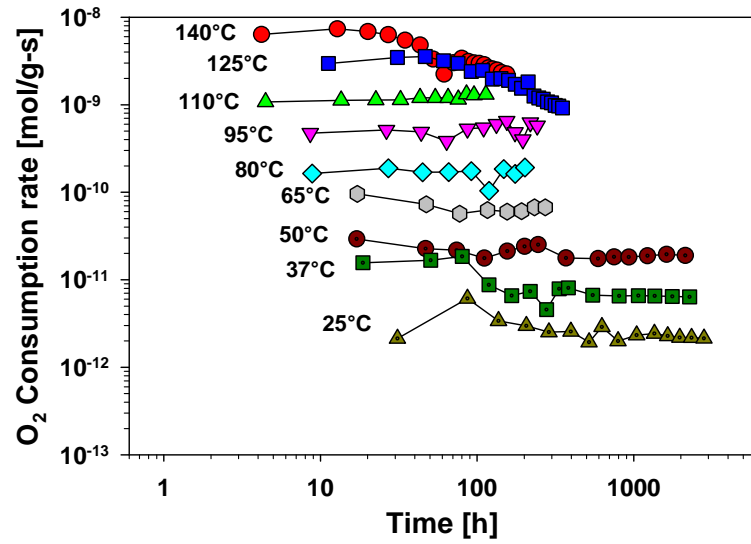 10⁻⁸
10⁻⁹
10⁻¹⁰
10⁻¹¹
10⁻¹²
10⁻¹³
O₂ Consumption rate [mol/g-s]
140°C
125°C
110°C
95°C
80°C
65°C
50°C
37°C
25°C
1
10
100
1000
Time [h]